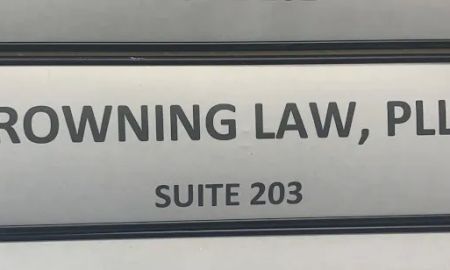 ROWNING LAW, PLL
SUITE 203